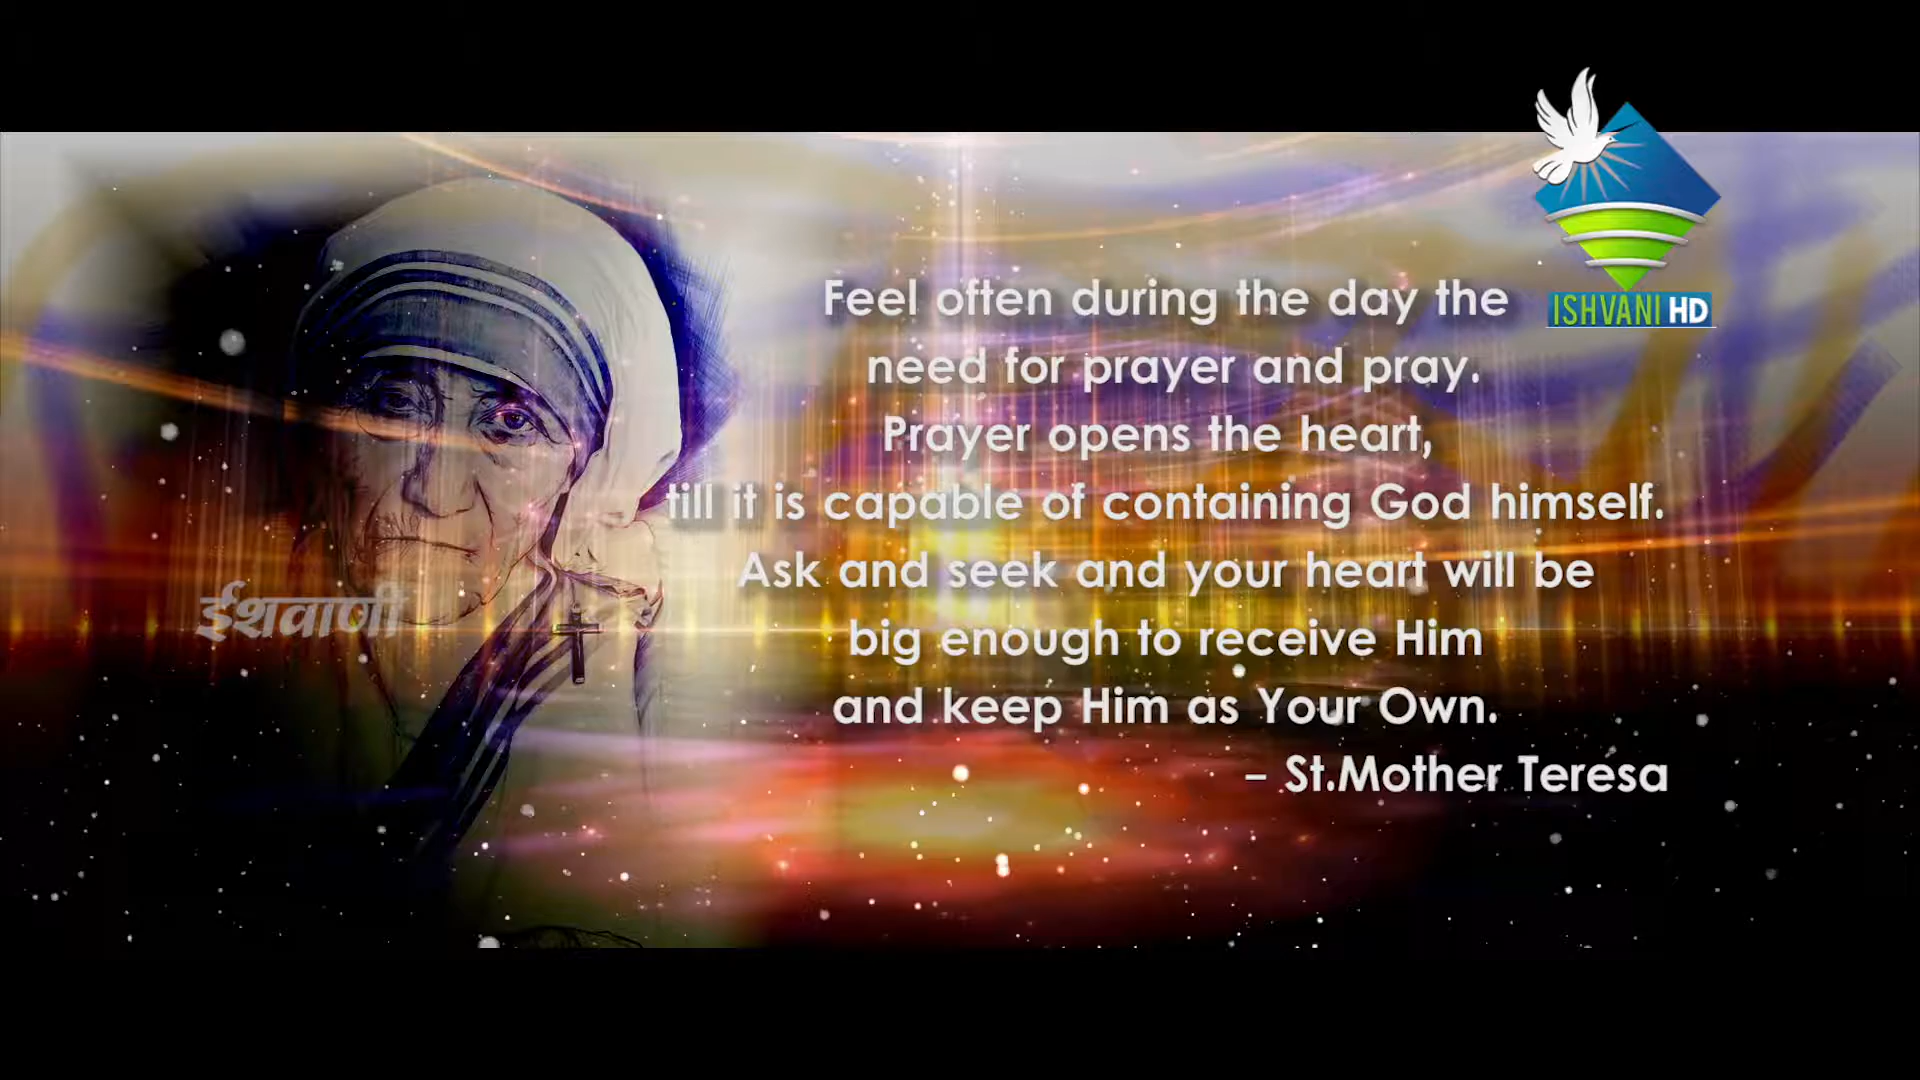 ISHVANI HD
Feel often during the day the
need for prayer and pray.
Prayer opens the heart,
till it is capable of containing God himself.
Ask and seek and your heart will be
big enough to receive Him
and keep Him as Your Own.
– St.Mother Teresa
ईशवाणी